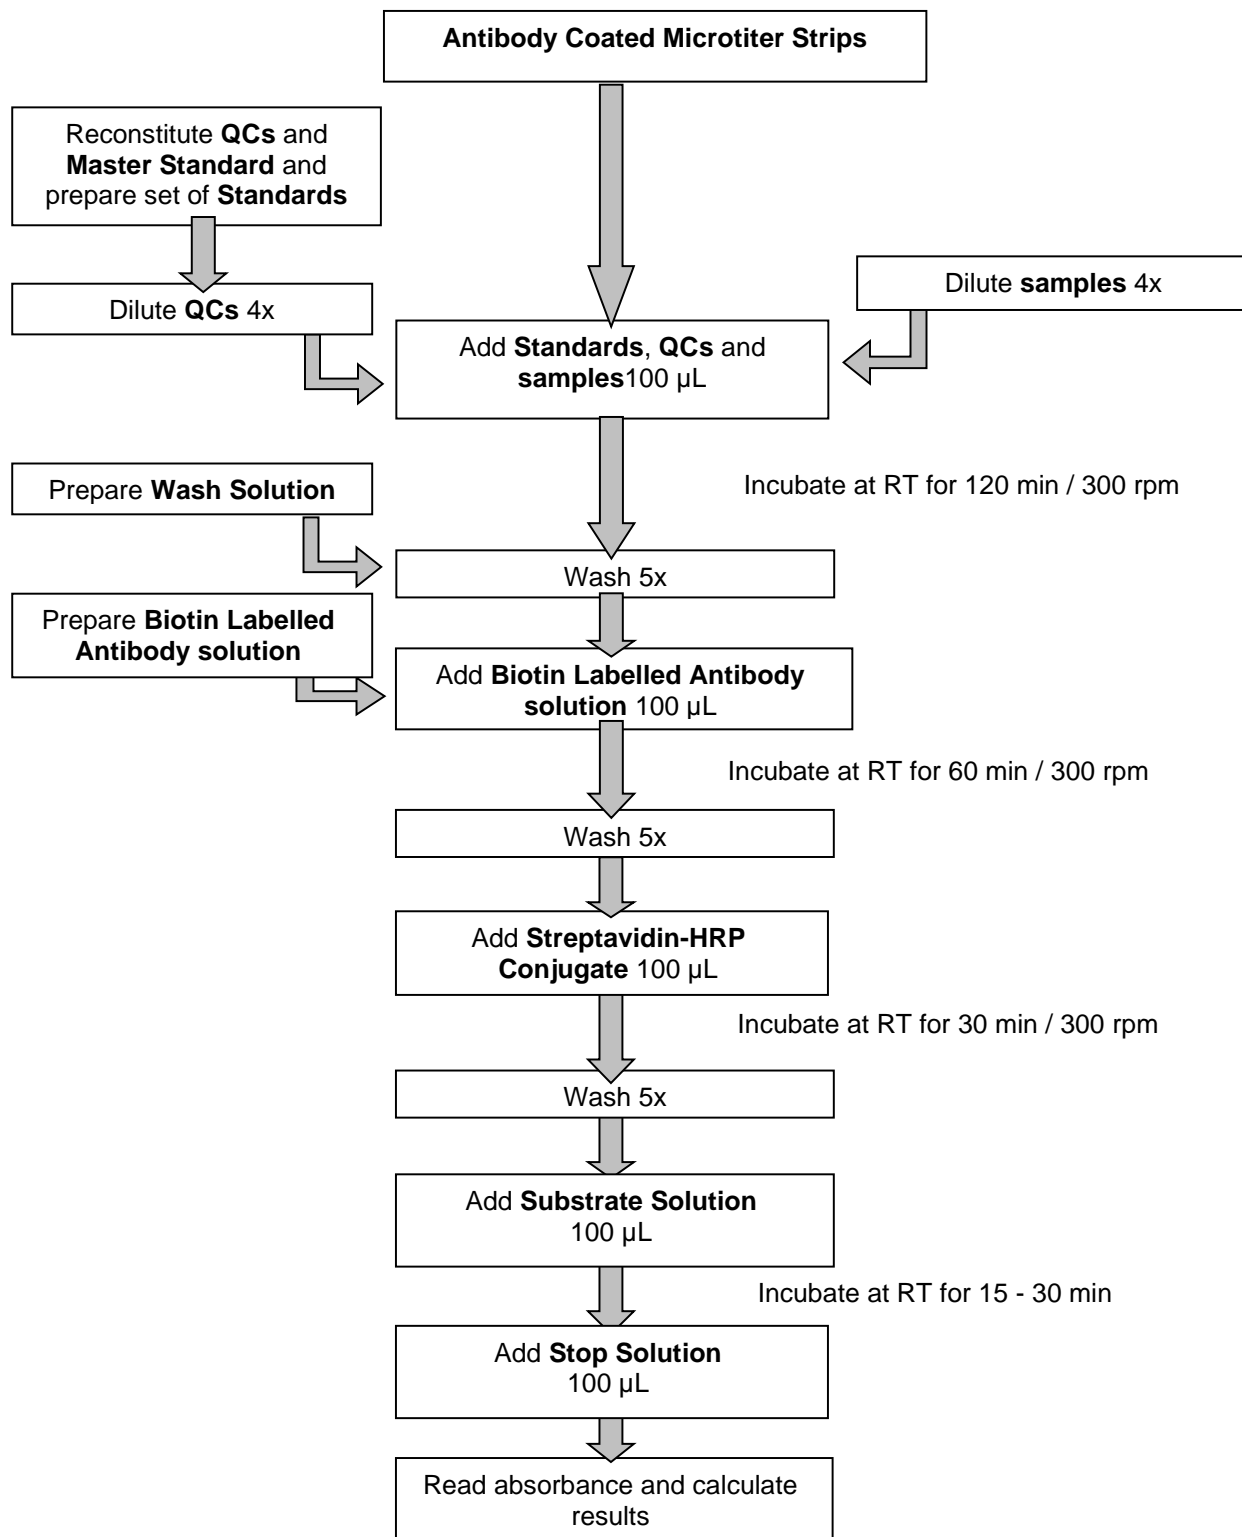 Antibody Coated Microtiter Strips
Reconstitute QCs and
Master Standard and
prepare set of Standards
Dilute QCs 4x
Dilute samples 4x
Add Standards, QCs and
samples100 µL
Incubate at RT for 120 min / 300 rpm
Prepare Wash Solution
Wash 5x
Prepare Biotin Labelled
Antibody solution
Add Biotin Labelled Antibody
solution 100 µL
Incubate at RT for 60 min / 300 rpm
Wash 5x
Add Streptavidin-HRP
Conjugate 100 µL
Incubate at RT for 30 min / 300 rpm
Wash 5x
Add Substrate Solution
100 µL
Incubate at RT for 15 - 30 min
Add Stop Solution
100 µL
Read absorbance and calculate
results